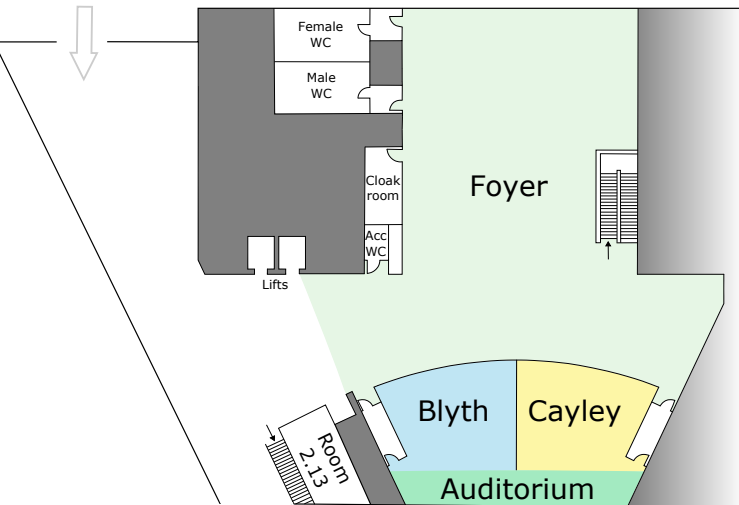 Female
WC
Male
WC
Cloak
room
Foyer
Acc
WC
Lifts
Blyth
Cayley
Room
2.13
Auditorium